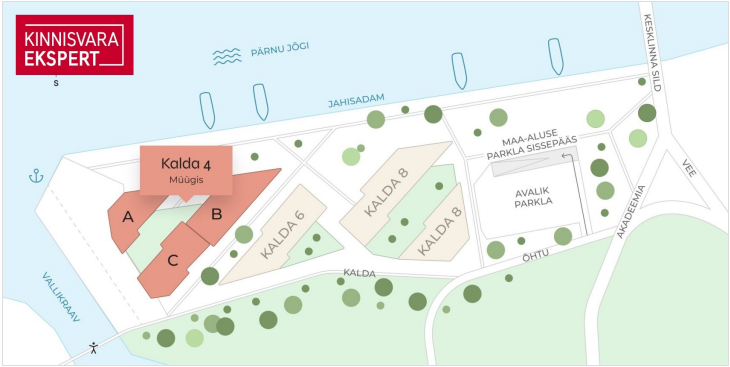 KINNISVARA
EKSPERT
S
PÄRNU JÕGI
KESKLINNA SILD
JAHISADAM
MAA-ALUSE
PARKLA SISSEPÄÄS
Kalda 4
Müügis
VEE
KALDA 8
AVALIK
PARKLA
A
B
KALDA 6
KALDA 8
AKADEEMIA
C
ÕHTU
KALDA
VALLIKRAAV